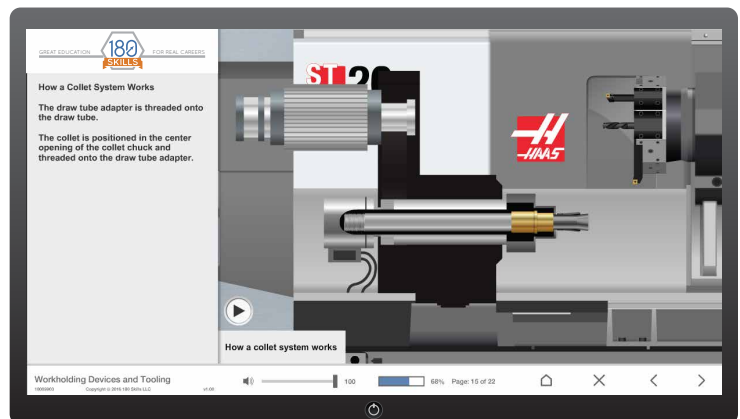 GREAT EDUCATION 180 SKILLS FOR REAL CAREERS
How a Collet System Works
The draw tube adapter is threaded onto
the draw tube.
The collet is positioned in the center
opening of the collet chuck and
threaded onto the draw tube adapter.
HAAS
How a collet system works
Workholding Devices and Tooling
Copyright © 2016 180 Skills LLC
v1.00
100
68%
Page: 15 of 22